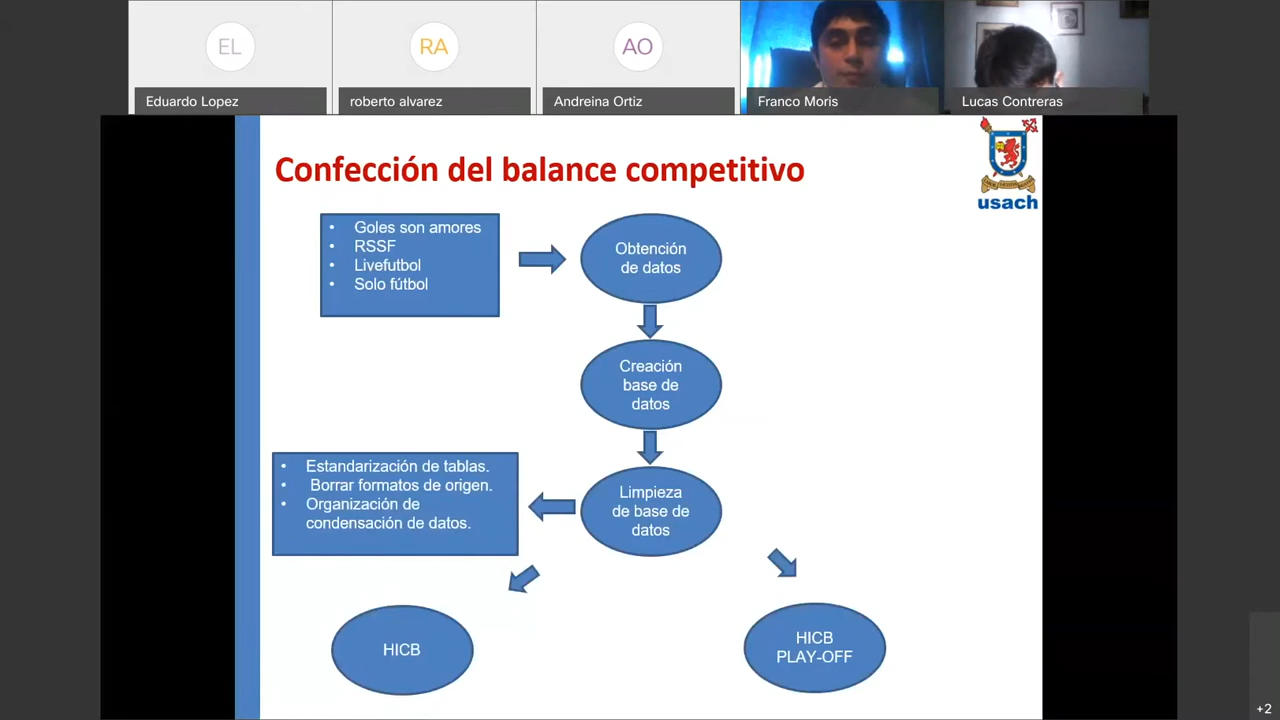 EL
RA
AO
Eduardo Lopez
roberto alvarez
Andreina Ortiz
Franco Moris
Lucas Contreras
Confección del balance competitivo
usach
• Goles son amores
• RSSF
• Livefutbol
• Solo fútbol
Obtención
de datos
Creación
base de
datos
• Estandarización de tablas.
• Borrar formatos de origen.
• Organización de
condensación de datos.
Limpieza
de base de
datos
HICB
HICB
PLAY-OFF
+2